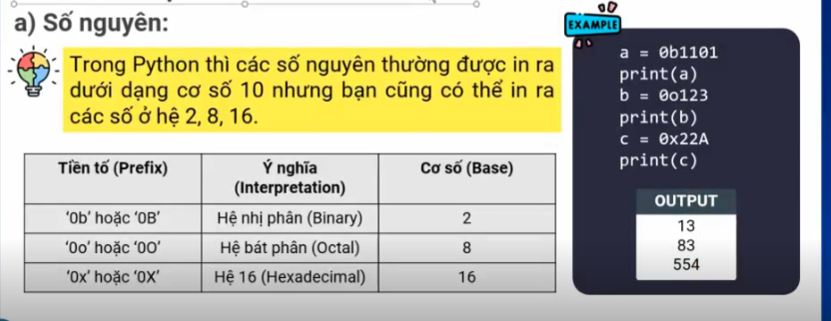 a) Số nguyên:
Trong Python thì các số nguyên thường được in ra
dưới dạng cơ số 10 nhưng bạn cũng có thể in ra
các số ở hệ 2, 8, 16.
Tiền tố (Prefix)
Ý nghĩa
(Interpretation)
Cơ số (Base)
‘0b’ hoặc ‘0B’
Hệ nhị phân (Binary)
2
‘0o’ hoặc ‘0O’
Hệ bát phân (Octal)
8
‘0x’ hoặc ‘0X’
Hệ 16 (Hexadecimal)
16
EXAMPLE
a = 0b1101
print(a)
b = 0o123
print(b)
c = 0x22A
print(c)
OUTPUT
13
83
554